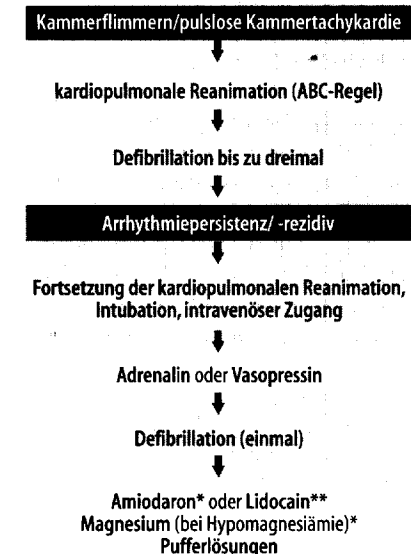 Kammerflimmern/pulslose Kammertachykardie
kardiopulmonale Reanimation (ABC-Regel)
Defibrillation bis zu dreimal
Arrhythmiepersistenz/ -rezidiv
Fortsetzung der kardiopulmonalen Reanimation,
Intubation, intravenöser Zugang
Adrenalin oder Vasopressin
Defibrillation (einmal)
Amiodaron* oder Lidocain**
Magnesium (bei Hypomagnesiämie)*
Pufferlösungen